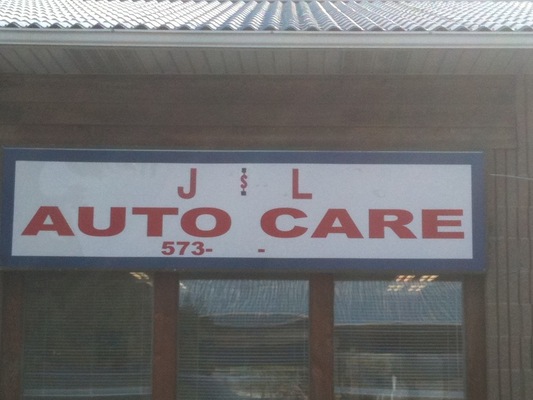 J $ L
AUTO CARE
573- -